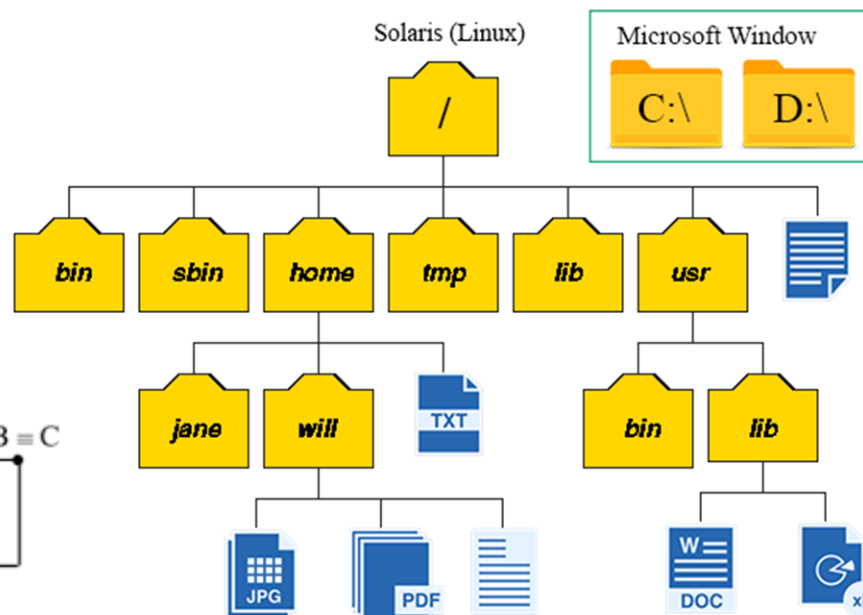 Solaris (Linux)
Microsoft Window
/
C:\
D:\
bin
sbin
home
tmp
lib
usr
jane
will
TXT
bin
lib
B ≡ C
JPG
PDF
W
DOC
x